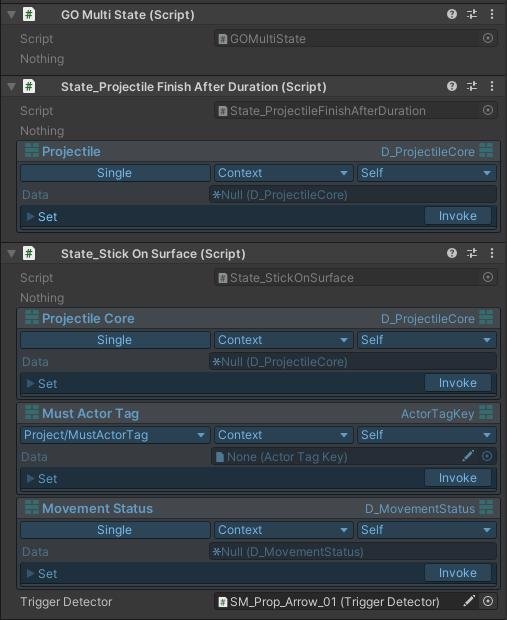 GO Multi State (Script)
Script GOMultiState
Nothing
State_Projectile Finish After Duration (Script)
Script State_ProjectileFinishAfterDuration
Nothing
Projectile D_ProjectileCore
Single Context Self
Data Null (D_ProjectileCore)
Set Invoke
State_Stick On Surface (Script)
Script State_StickOnSurface
Nothing
Projectile Core D_ProjectileCore
Single Context Self
Data Null (D_ProjectileCore)
Set Invoke
Must Actor Tag ActorTagKey
Project/MustActorTag Context Self
Data None (Actor Tag Key)
Set Invoke
Movement Status D_MovementStatus
Single Context Self
Data Null (D_MovementStatus)
Set Invoke
Trigger Detector SM_Prop_Arrow_01 (Trigger Detector)